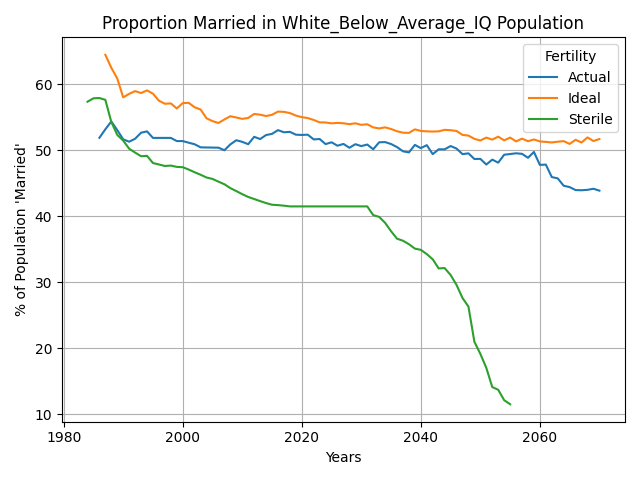 Proportion Married in White_Below_Average_IQ Population
% of Population 'Married'
60
50
40
30
20
10
1980
2000
2020
2040
2060
Years
Fertility
Actual
Ideal
Sterile